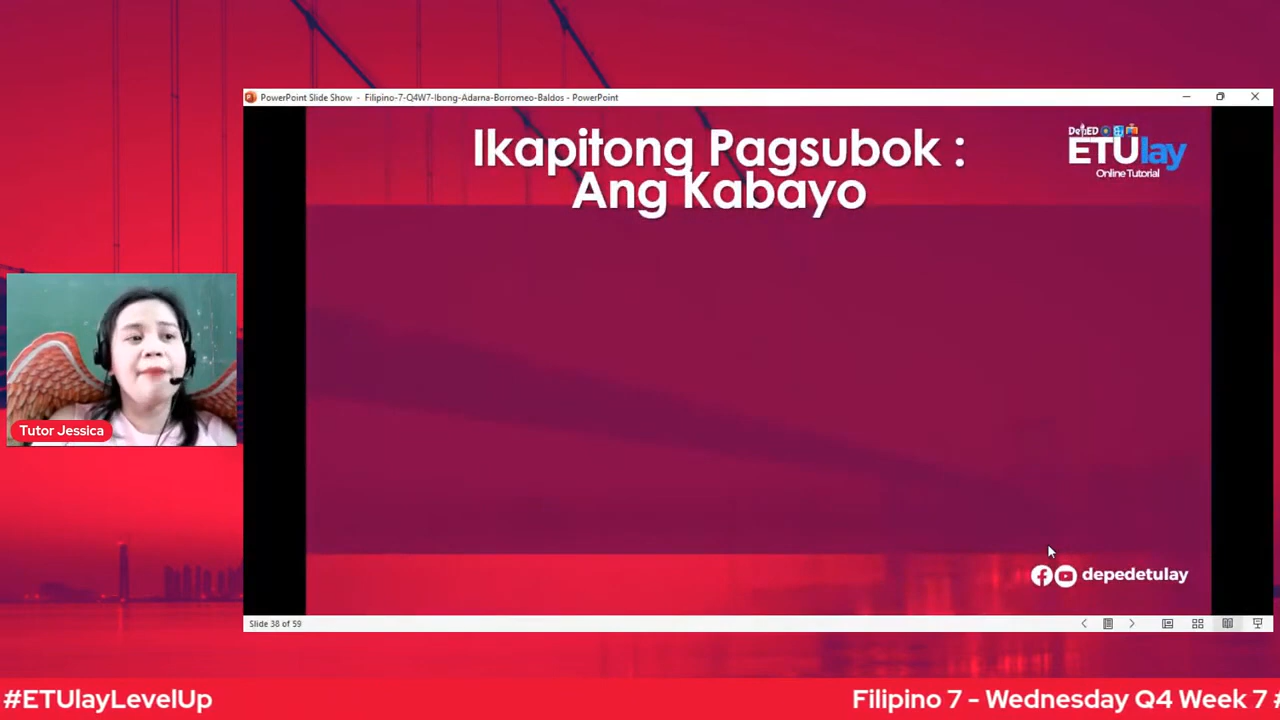 PowerPoint Slide Show - Filipino-7-Q4W7-Ibong-Adarna-Borromeo-Baldos - PowerPoint
Ikapitong Pagsubok :
Ang Kabayo
DepED
ETUlay
Online Tutorial
Tutor Jessica
depedetulay
Slide 38 of 59
#ETUlayLevelUp
Filipino 7 - Wednesday Q4 Week 7 #